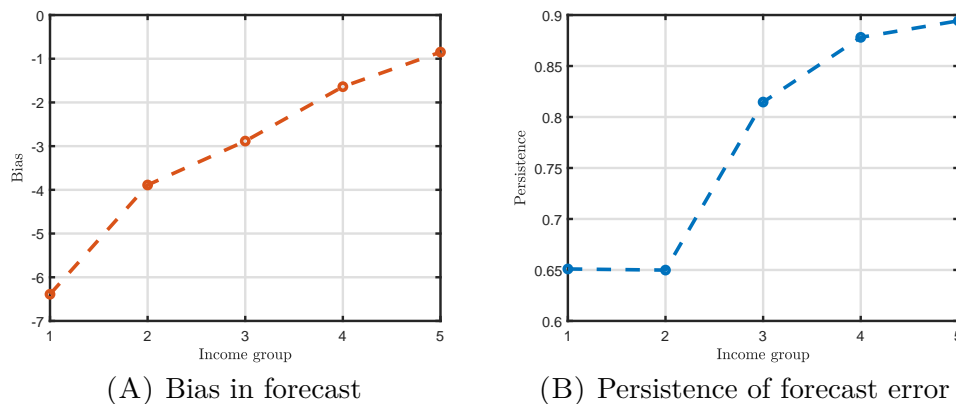 0
-1
-2
-3
-4
-5
-6
-7
Bias
1 2 3 4 5
Income group
(A) Bias in forecast
0.9
0.85
0.8
0.75
0.7
0.65
0.6
Persistence
1 2 3 4 5
Income group
(B) Persistence of forecast error